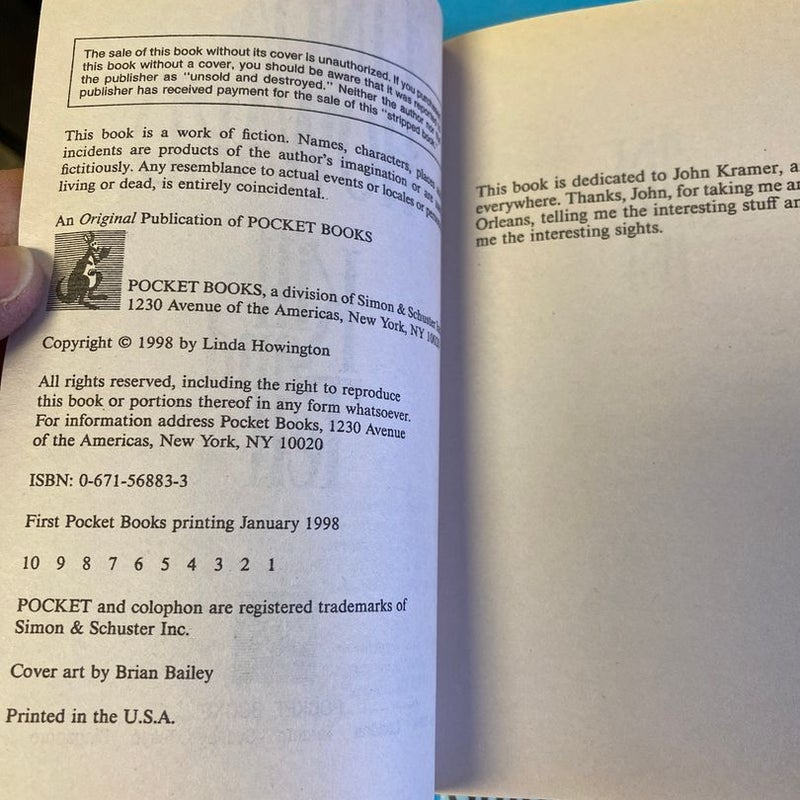 The sale of this book without its cover is unauthorized. If you purchased
this book without a cover, you should be aware that it was reported to
the publisher as "unsold and destroyed." Neither the author nor the
publisher has received payment for the sale of this "stripped book."
This book is a work of fiction. Names, characters, places and
incidents are products of the author's imagination or are used
fictitiously. Any resemblance to actual events or locales or persons,
living or dead, is entirely coincidental.
An Original Publication of POCKET BOOKS
POCKET BOOKS, a division of Simon & Schuster
1230 Avenue of the Americas, New York, NY 10020
Copyright © 1998 by Linda Howington
All rights reserved, including the right to reproduce
this book or portions thereof in any form whatsoever.
For information address Pocket Books, 1230 Avenue
of the Americas, New York, NY 10020
ISBN: 0-671-56883-3
First Pocket Books printing January 1998
10 9 8 7 6 5 4 3 2 1
POCKET and colophon are registered trademarks of
Simon & Schuster Inc.
Cover art by Brian Bailey
Printed in the U.S.A.
This book is dedicated to John Kramer,
everywhere. Thanks, John, for taking me
Orleans, telling me the interesting stuff
me the interesting sights.